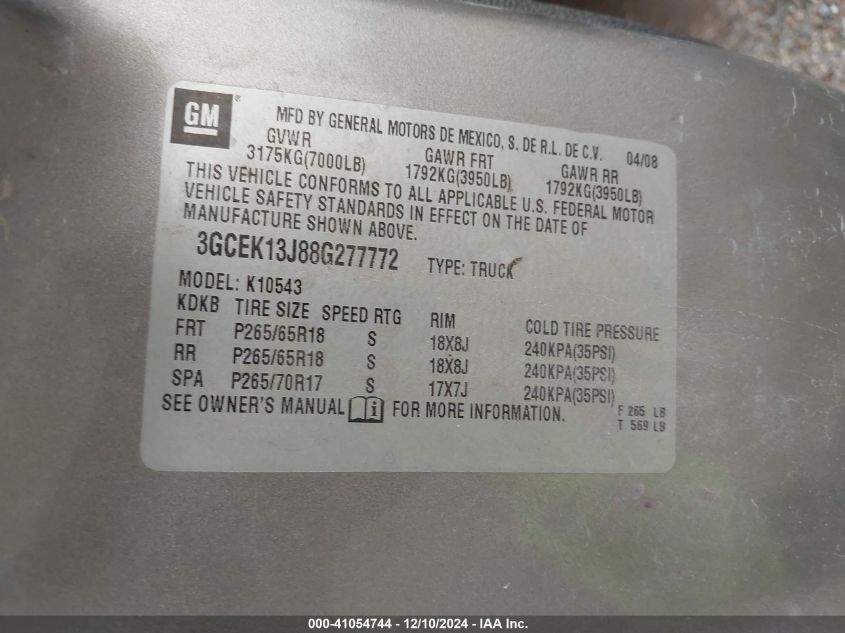 GM ® MFD BY GENERAL MOTORS DE MEXICO, S. DE R.L. DE C.V. 04/08
GVWR GAWR FRT GAWR RR
3175KG(7000LB) 1792KG(3950LB) 1792KG(3950LB)
THIS VEHICLE CONFORMS TO ALL APPLICABLE U.S. FEDERAL MOTOR
VEHICLE SAFETY STANDARDS IN EFFECT ON THE DATE OF
MANUFACTURE SHOWN ABOVE.
3GCEK13J88G277772 TYPE: TRUCK
MODEL: K10543
KDKB TIRE SIZE SPEED RTG RIM COLD TIRE PRESSURE
FRT P265/65R18 S 18X8J 240KPA(35PSI)
RR P265/65R18 S 18X8J 240KPA(35PSI)
SPA P265/70R17 S 17X7J 240KPA(35PSI)
SEE OWNER'S MANUAL i FOR MORE INFORMATION. F 265 LB
T 569 LB
000-41054744 - 12/10/2024 - IAA Inc.